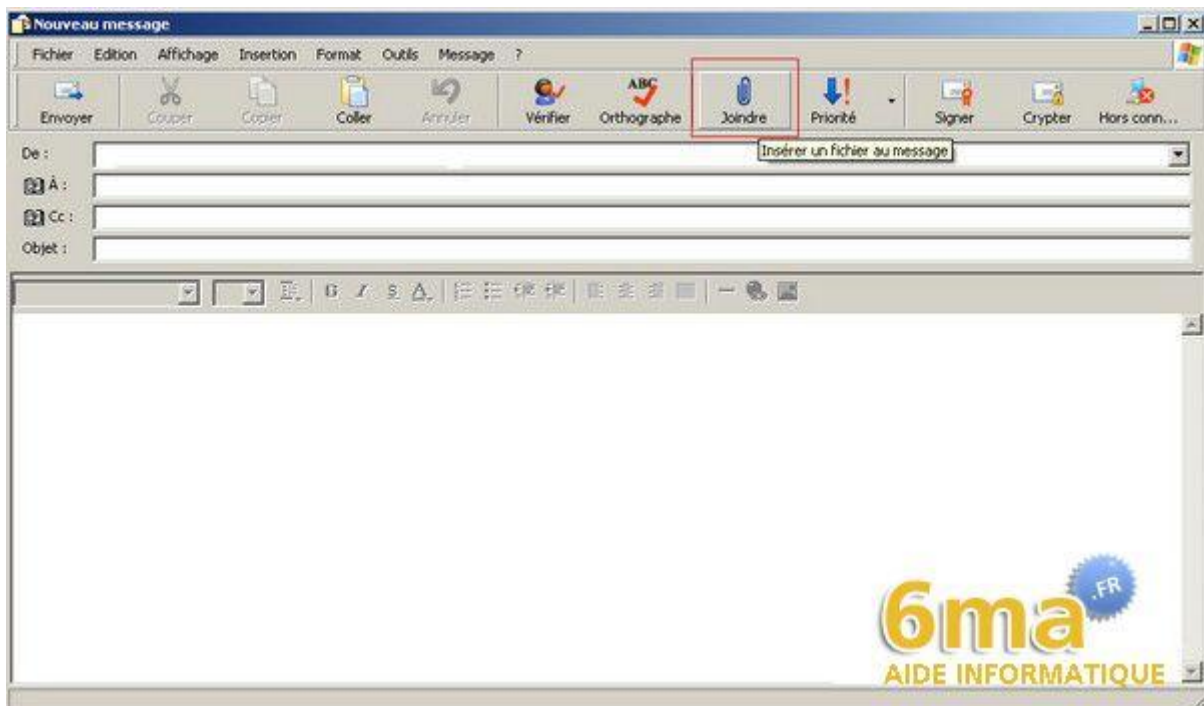 Nouveau message
Fichier Edition Affichage Insertion Format Outils Message ?
ABC
Envoyer Couper Copier Coller Annuler Vérifier Orthographe Joindre Priorité Signer Crypter Hors conn...
Insérer un fichier au message
De :
À :
Cc :
Objet :
G I S A
6ma .FR
AIDE INFORMATIQUE